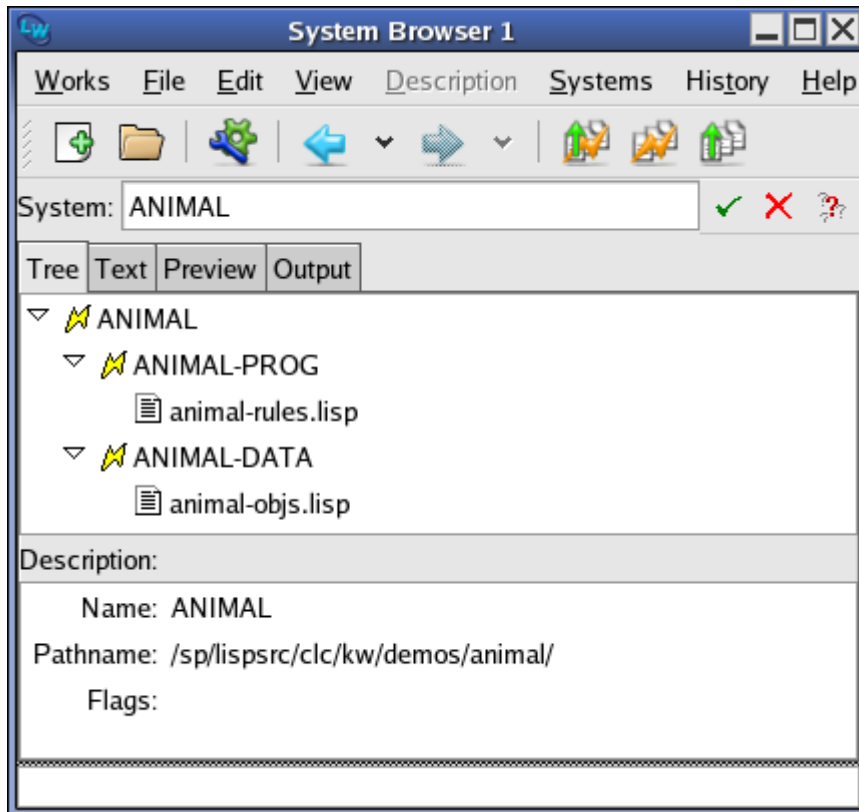 LW System Browser 1
Works File Edit View Description Systems History Help
System: ANIMAL
Tree Text Preview Output
ANIMAL
ANIMAL-PROG
animal-rules.lisp
ANIMAL-DATA
animal-objs.lisp
Description:
Name: ANIMAL
Pathname: /sp/lispsrc/clc/kw/demos/animal/
Flags: